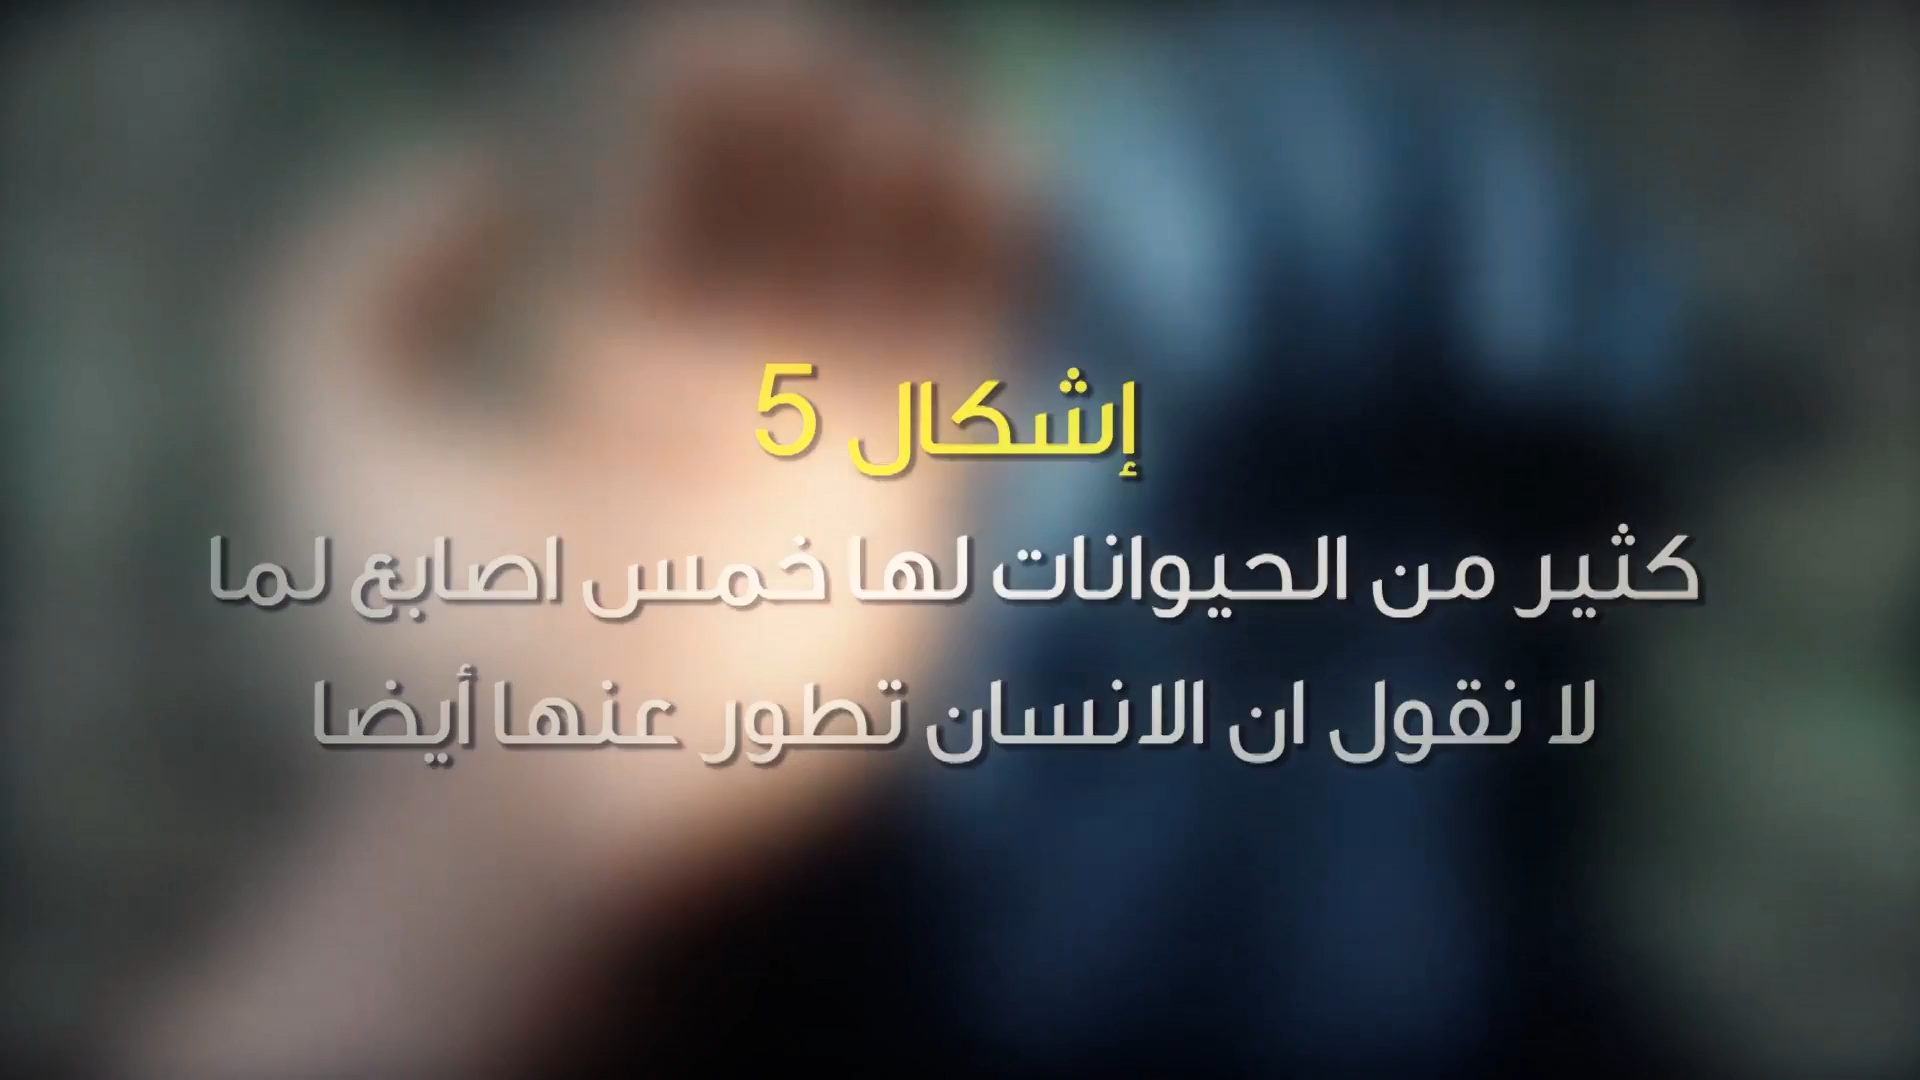 إشكال 5
كثير من الحيوانات لها خمس اصابع لما
لا نقول ان الانسان تطور عنها أيضا